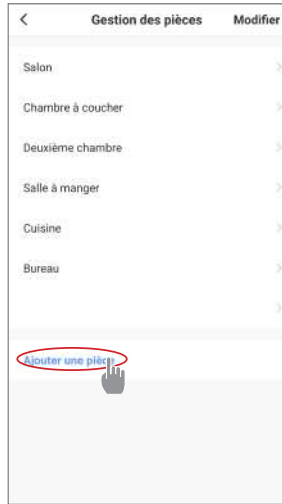 Gestion des pièces Modifier
Salon
Chambre à coucher
Deuxième chambre
Salle à manger
Cuisine
Bureau
Ajouter une pièce